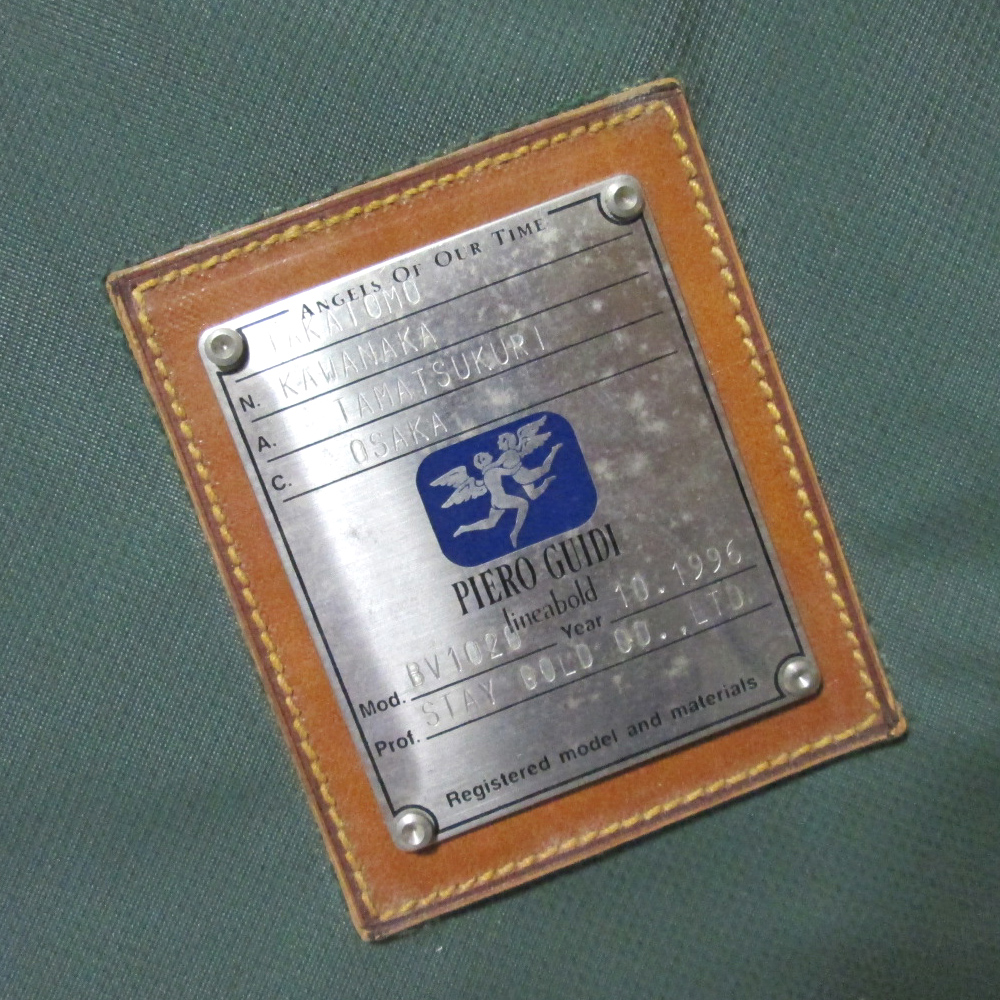 ANGELS OF OUR TIME
TAKATOMO
N. KAWANAKA
A. TAMATSUKURI
C. OSAKA
PIERO GUIDI
lineabold
Mod. BV1026 Year 10.1996
Prof. STAY GOLD CO.,LTD.
Registered model and materials